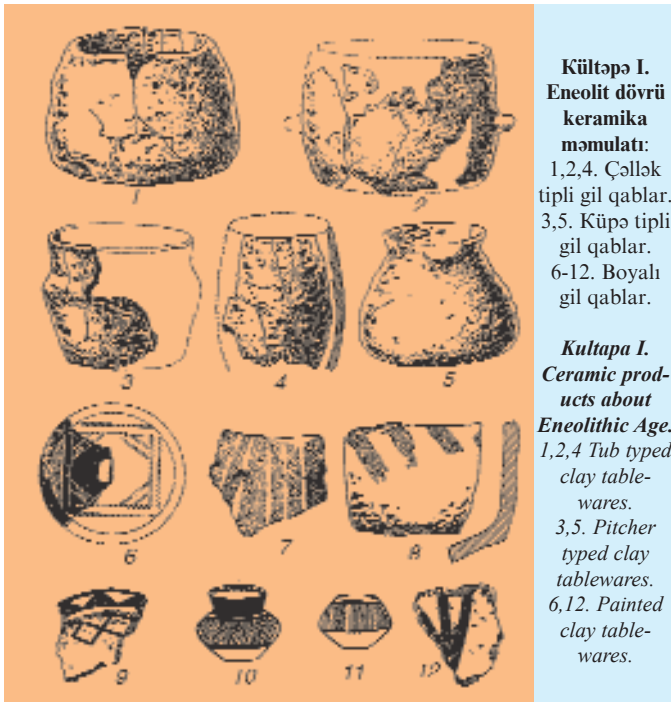 1
2
3
4
5
6
7
8
9
10
11
12
Kültəpə I.
Eneolit dövrü
keramika
məmulatı:
1,2,4. Çəllək
tipli gil qablar.
3,5. Küpə tipli
gil qablar.
6-12. Boyalı
gil qablar.
Kultapa I.
Ceramic prod-
ucts about
Eneolithic Age.
1,2,4 Tub typed
clay table-
wares.
3,5. Pitcher
typed clay
tablewares.
6,12. Painted
clay table-
wares.